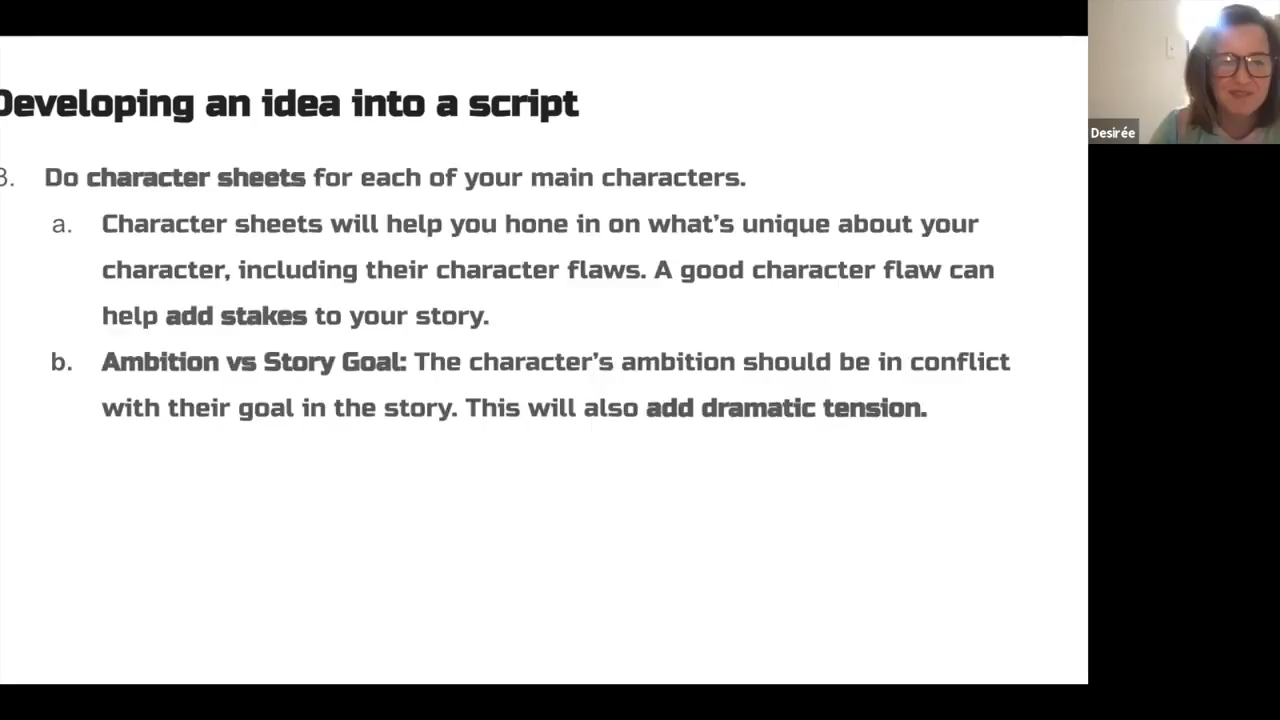 Developing an idea into a script
3. Do character sheets for each of your main characters.
a. Character sheets will help you hone in on what's unique about your
character, including their character flaws. A good character flaw can
help add stakes to your story.
b. Ambition vs Story Goal: The character's ambition should be in conflict
with their goal in the story. This will also add dramatic tension.
Desirée